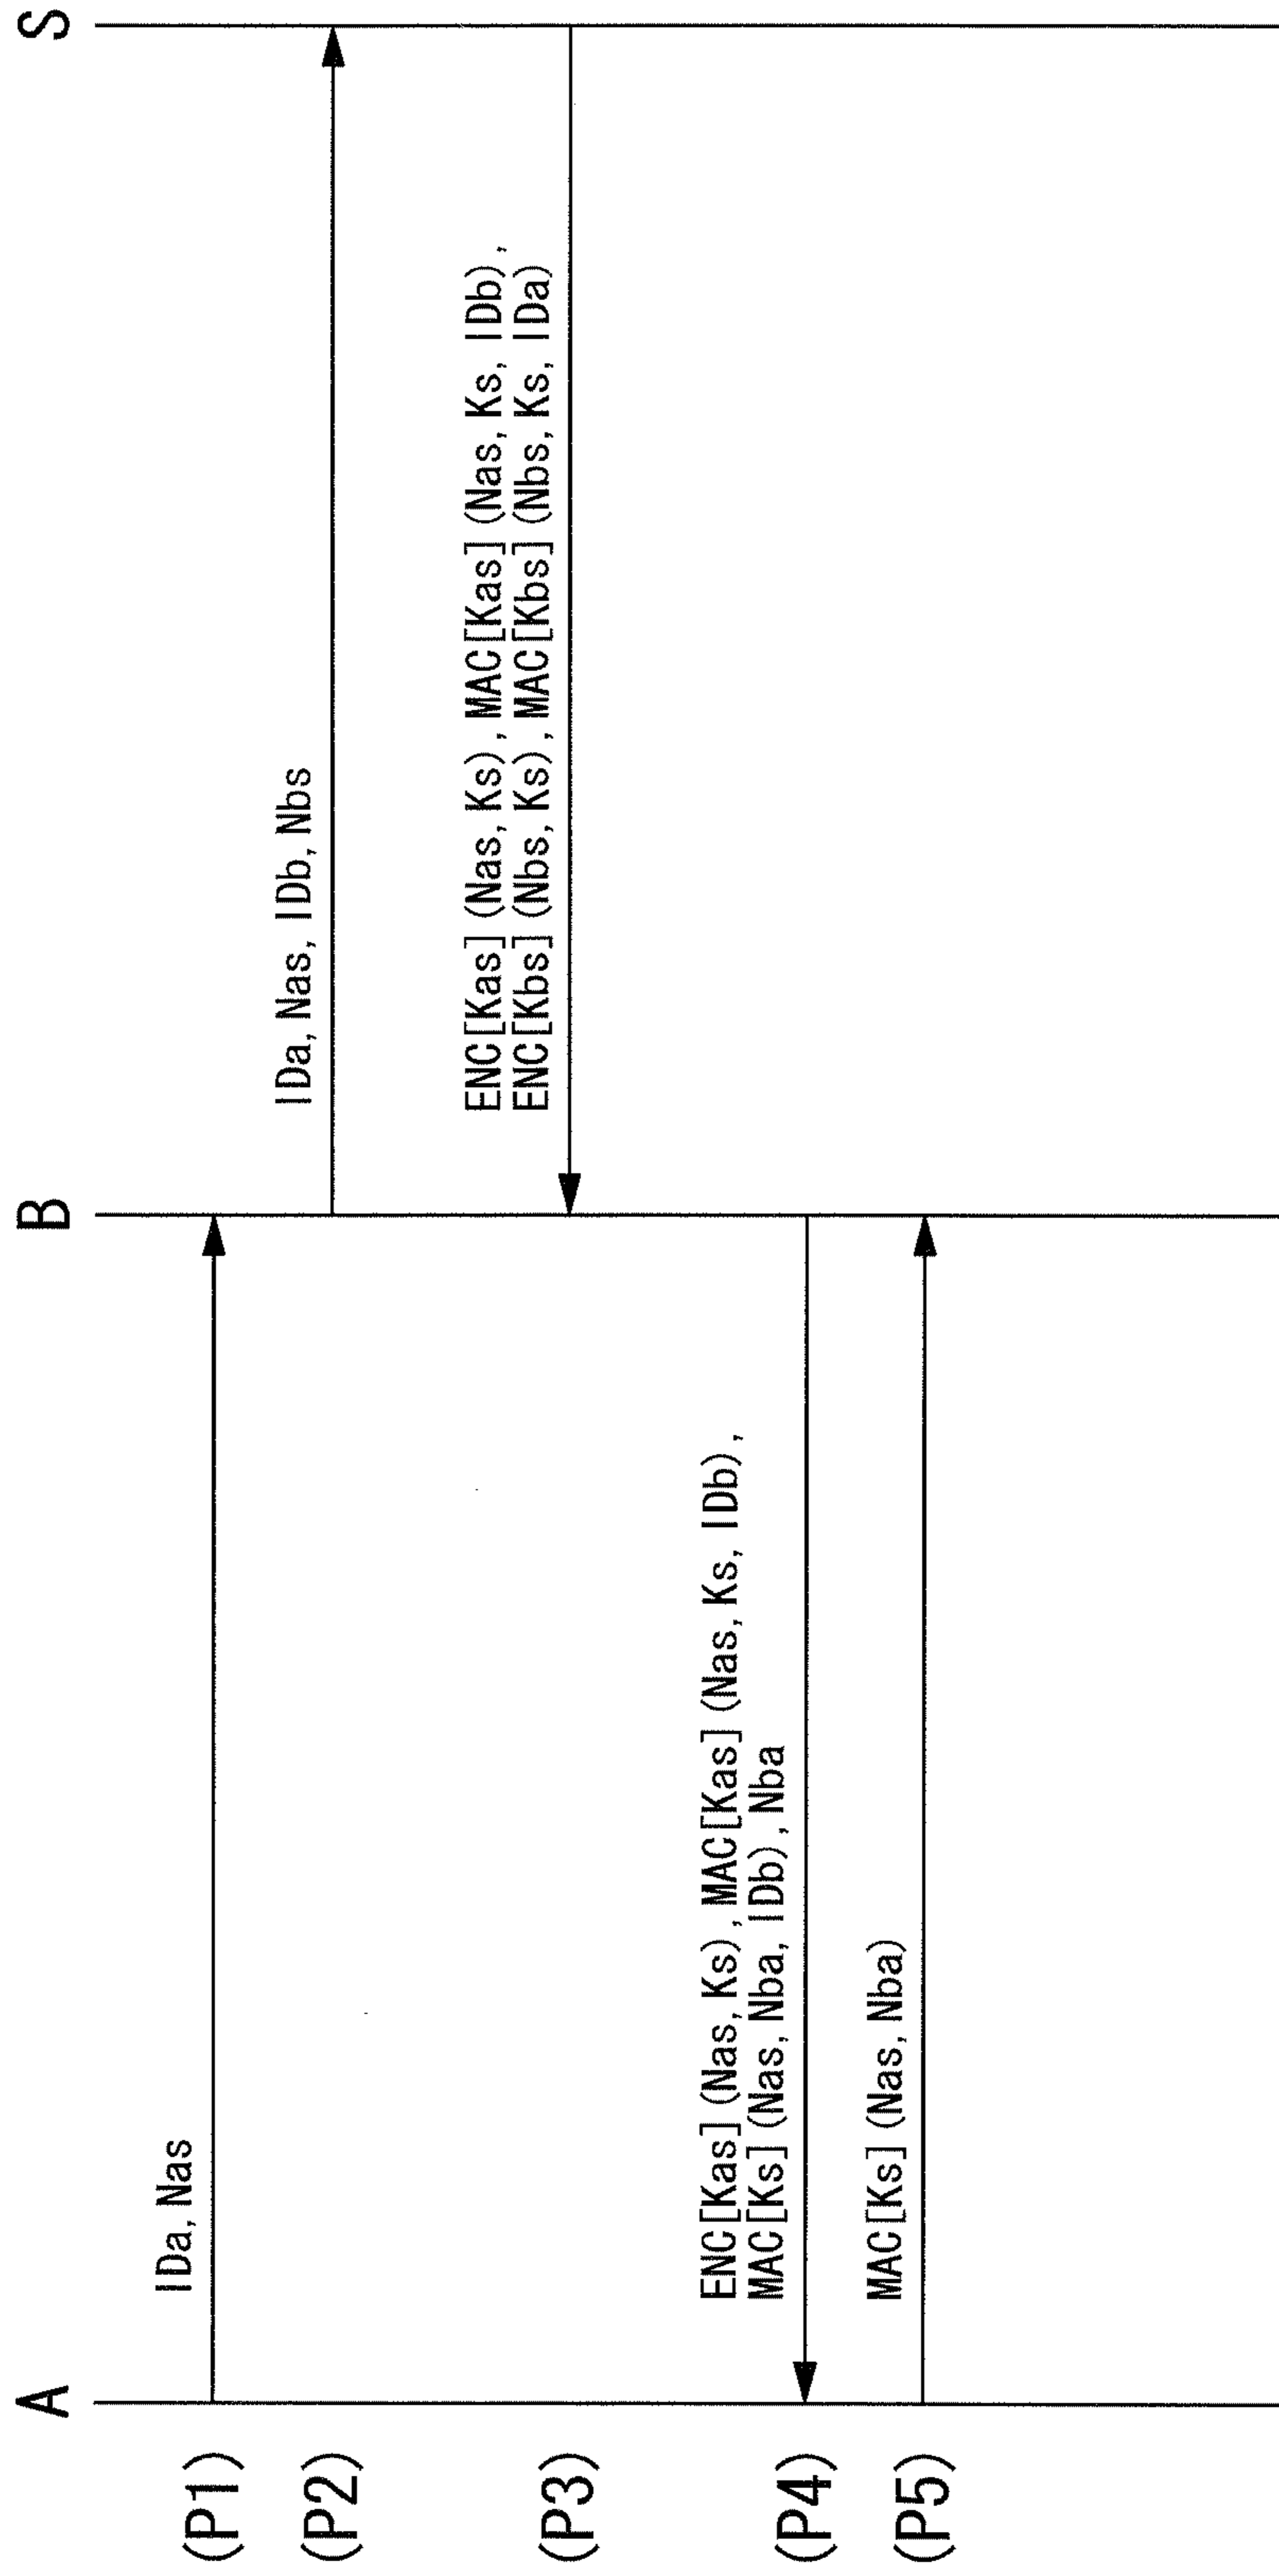 A
B
S
(P1)
IDa, Nas
(P2)
IDa, Nas, IDb, Nbs
(P3)
ENC[Kas] (Nas, Ks), MAC[Kas] (Nas, Ks, IDb),
ENC[Kbs] (Nbs, Ks), MAC[Kbs] (Nbs, Ks, IDa)
(P4)
ENC[Kas] (Nas, Ks), MAC[Kas] (Nas, Ks, IDb),
MAC[Ks] (Nas, Nba, IDb), Nba
(P5)
MAC[Ks] (Nas, Nba)